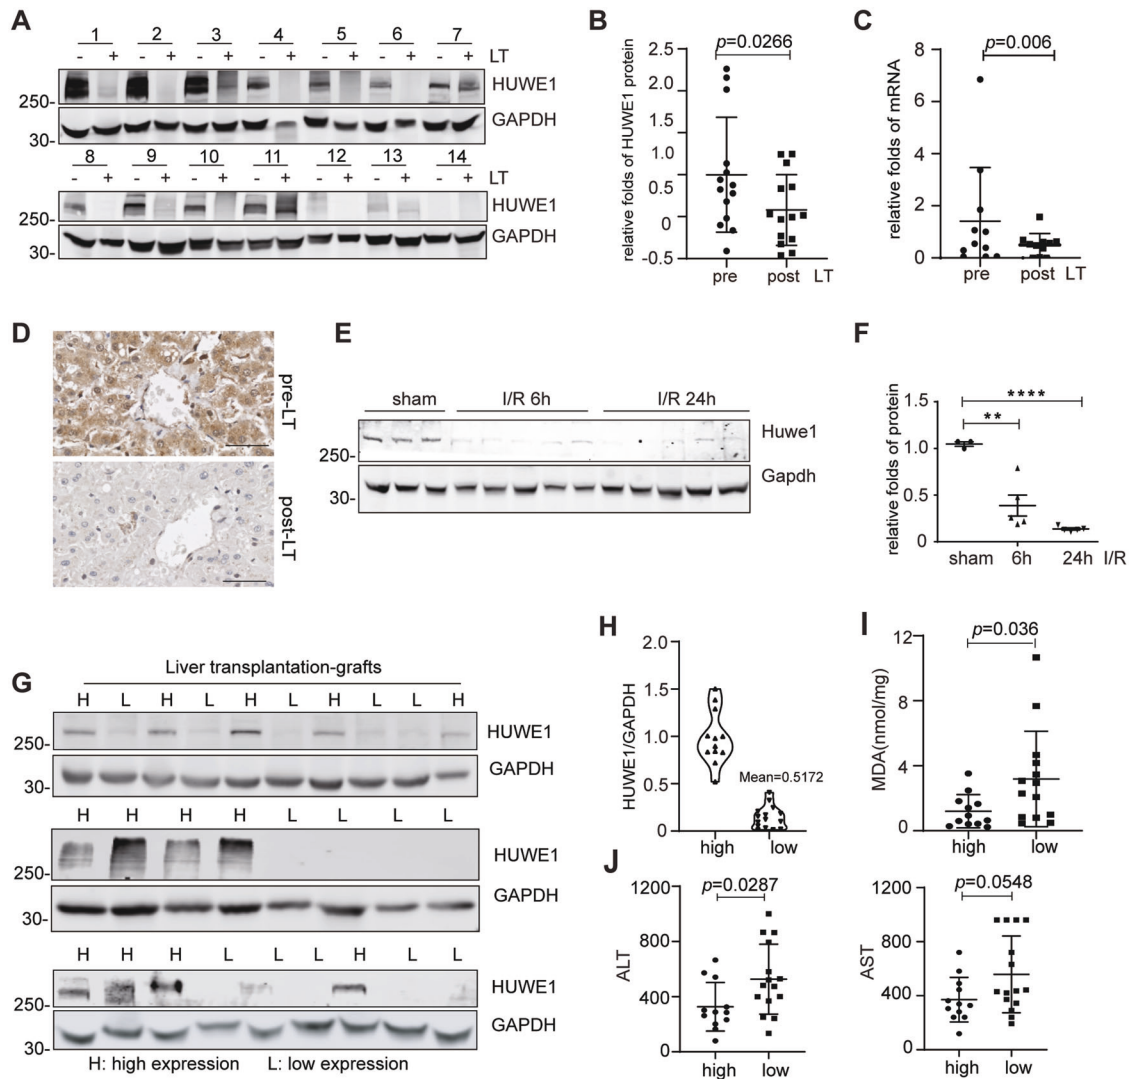 A
1 2 3 4 5 6 7
- + - + - + - + - + - + - + LT
HUWE1
250-
GAPDH
30-
8 9 10 11 12 13 14
- + - + - + - + - + - + - + LT
HUWE1
250-
GAPDH
30-
B
p=0.0266
relative folds of HUWE1 protein
2.5
2.0
1.5
1.0
0.5
0
-0.5
pre post LT
C
p=0.006
relative folds of mRNA
8
6
4
2
0
pre post LT
D
pre-LT
post-LT
E
sham I/R 6h I/R 24h
Huwe1
250-
Gapdh
30-
F
****
**
relative folds of protein
1.5
1.0
0.5
0
sham 6h 24h I/R
G
Liver transplantation-grafts
H L H L H L H L L H
HUWE1
250-
GAPDH
30-
H H H H L L L L
HUWE1
250-
GAPDH
30-
H H H L L L H L L
HUWE1
250-
GAPDH
30-
H: high expression L: low expression
H
HUWE1/GAPDH
2.0
1.5
1.0
0.5
0
Mean=0.5172
high low
I
p=0.036
MDA(nmol/mg)
12
8
4
0
high low
J
p=0.0287
ALT
1200
800
400
0
high low
p=0.0548
AST
1200
800
400
0
high low